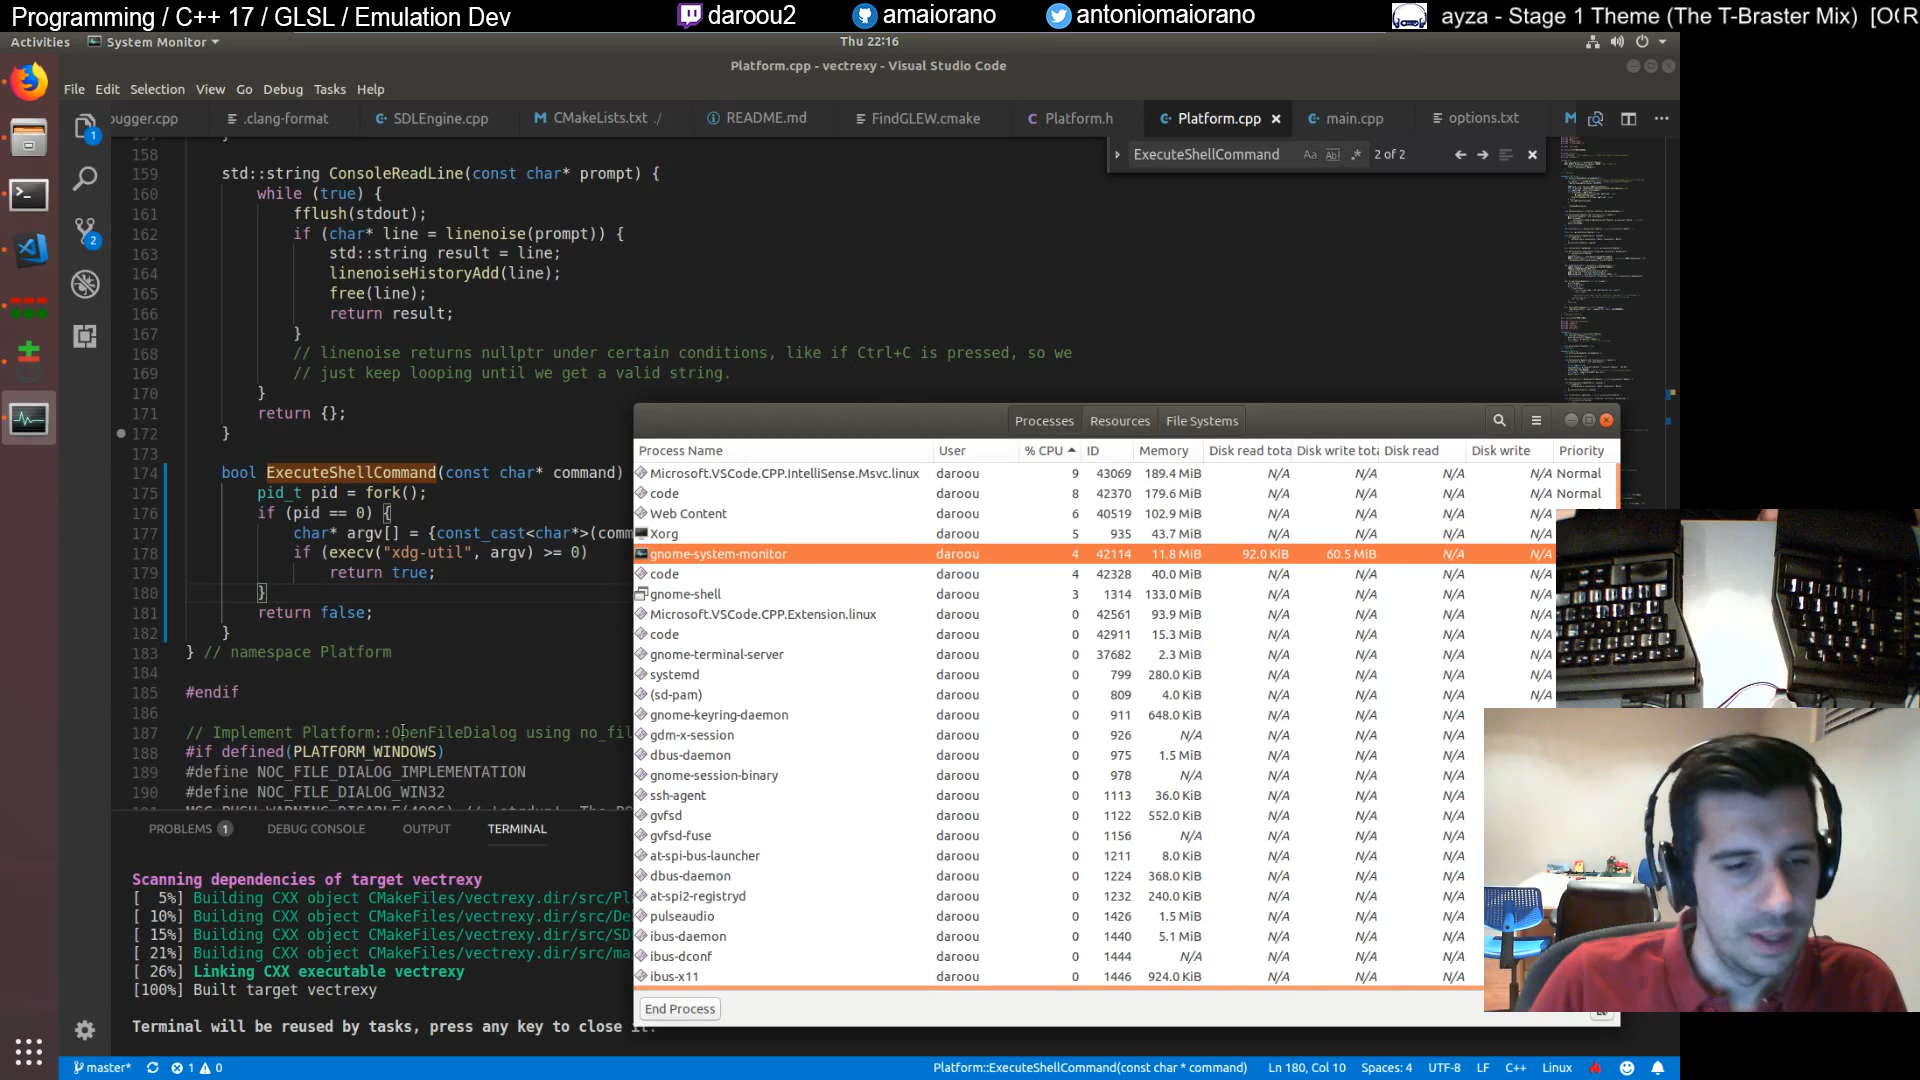 Programming / C++ 17 / GLSL / Emulation Dev
daroou2
amaiorano
antoniomaiorano
ayza - Stage 1 Theme (The T-Braster Mix) [OCR
Activities
System Monitor
Thu 22:16
Platform.cpp - vectrexy - Visual Studio Code
File Edit Selection View Go Debug Tasks Help
ougger.cpp
.clang-format
SDLEngine.cpp
CMakeLists.txt ./
README.md
FindGLEW.cmake
Platform.h
Platform.cpp
main.cpp
options.txt
ExecuteShellCommand
2 of 2
158
159 std::string ConsoleReadLine(const char* prompt) {
160 while (true) {
161 fflush(stdout);
162 if (char* line = linenoise(prompt)) {
163 std::string result = line;
164 linenoiseHistoryAdd(line);
165 free(line);
166 return result;
167 }
168 // linenoise returns nullptr under certain conditions, like if Ctrl+C is pressed, so we
169 // just keep looping until we get a valid string.
170 }
171 return {};
172 }
173
174 bool ExecuteShellCommand(const char* command)
175 pid_t pid = fork();
176 if (pid == 0) {
177 char* argv[] = {const_cast<char*>(comm
178 if (execv("xdg-util", argv) >= 0)
179 return true;
180 }
181 return false;
182 }
183 } // namespace Platform
184
185 #endif
186
187 // Implement Platform::OpenFileDialog using no_fil
188 #if defined(PLATFORM_WINDOWS)
189 #define NOC_FILE_DIALOG_IMPLEMENTATION
190 #define NOC_FILE_DIALOG_WIN32
PROBLEMS 1 DEBUG CONSOLE OUTPUT TERMINAL
Scanning dependencies of target vectrexy
[ 5%] Building CXX object CMakeFiles/vectrexy.dir/src/Pl
[ 10%] Building CXX object CMakeFiles/vectrexy.dir/src/De
[ 15%] Building CXX object CMakeFiles/vectrexy.dir/src/SD
[ 21%] Building CXX object CMakeFiles/vectrexy.dir/src/ma
[ 26%] Linking CXX executable vectrexy
[100%] Built target vectrexy
Terminal will be reused by tasks, press any key to close it.
Processes Resources File Systems
Process Name User % CPU ID Memory Disk read tota Disk write tota Disk read Disk write Priority
Microsoft.VSCode.CPP.IntelliSense.Msvc.linux daroou 9 43069 189.4 MiB N/A N/A N/A N/A Normal
code daroou 8 42370 179.6 MiB N/A N/A N/A N/A Normal
Web Content daroou 6 40519 102.9 MiB N/A N/A N/A N/A
Xorg daroou 5 935 43.7 MiB N/A N/A N/A N/A
gnome-system-monitor daroou 4 42114 11.8 MiB 92.0 KiB 60.5 MiB N/A N/A
code daroou 4 42328 40.0 MiB N/A N/A N/A N/A
gnome-shell daroou 3 1314 133.0 MiB N/A N/A N/A N/A
Microsoft.VSCode.CPP.Extension.linux daroou 0 42561 93.9 MiB N/A N/A N/A N/A
code daroou 0 42911 15.3 MiB N/A N/A N/A N/A
gnome-terminal-server daroou 0 37682 2.3 MiB N/A N/A N/A N/A
systemd daroou 0 799 280.0 KiB N/A N/A N/A N/A
(sd-pam) daroou 0 809 4.0 KiB N/A N/A N/A N/A
gnome-keyring-daemon daroou 0 911 648.0 KiB N/A N/A N/A
gdm-x-session daroou 0 926 N/A N/A N/A N/A
dbus-daemon daroou 0 975 1.5 MiB N/A N/A N/A
gnome-session-binary daroou 0 978 N/A N/A N/A N/A
ssh-agent daroou 0 1113 36.0 KiB N/A N/A N/A
gvfsd daroou 0 1122 552.0 KiB N/A N/A N/A
gvfsd-fuse daroou 0 1156 N/A N/A N/A N/A
at-spi-bus-launcher daroou 0 1211 8.0 KiB N/A N/A N/A
dbus-daemon daroou 0 1224 368.0 KiB N/A N/A N/A
at-spi2-registryd daroou 0 1232 240.0 KiB N/A N/A N/A
pulseaudio daroou 0 1426 1.5 MiB N/A N/A N/A
ibus-daemon daroou 0 1440 5.1 MiB N/A N/A N/A
ibus-dconf daroou 0 1444 N/A N/A N/A N/A
ibus-x11 daroou 0 1446 924.0 KiB N/A N/A N/A
End Process
master* 1 0
Platform::ExecuteShellCommand(const char * command) Ln 180, Col 10 Spaces: 4 UTF-8 LF C++ Linux